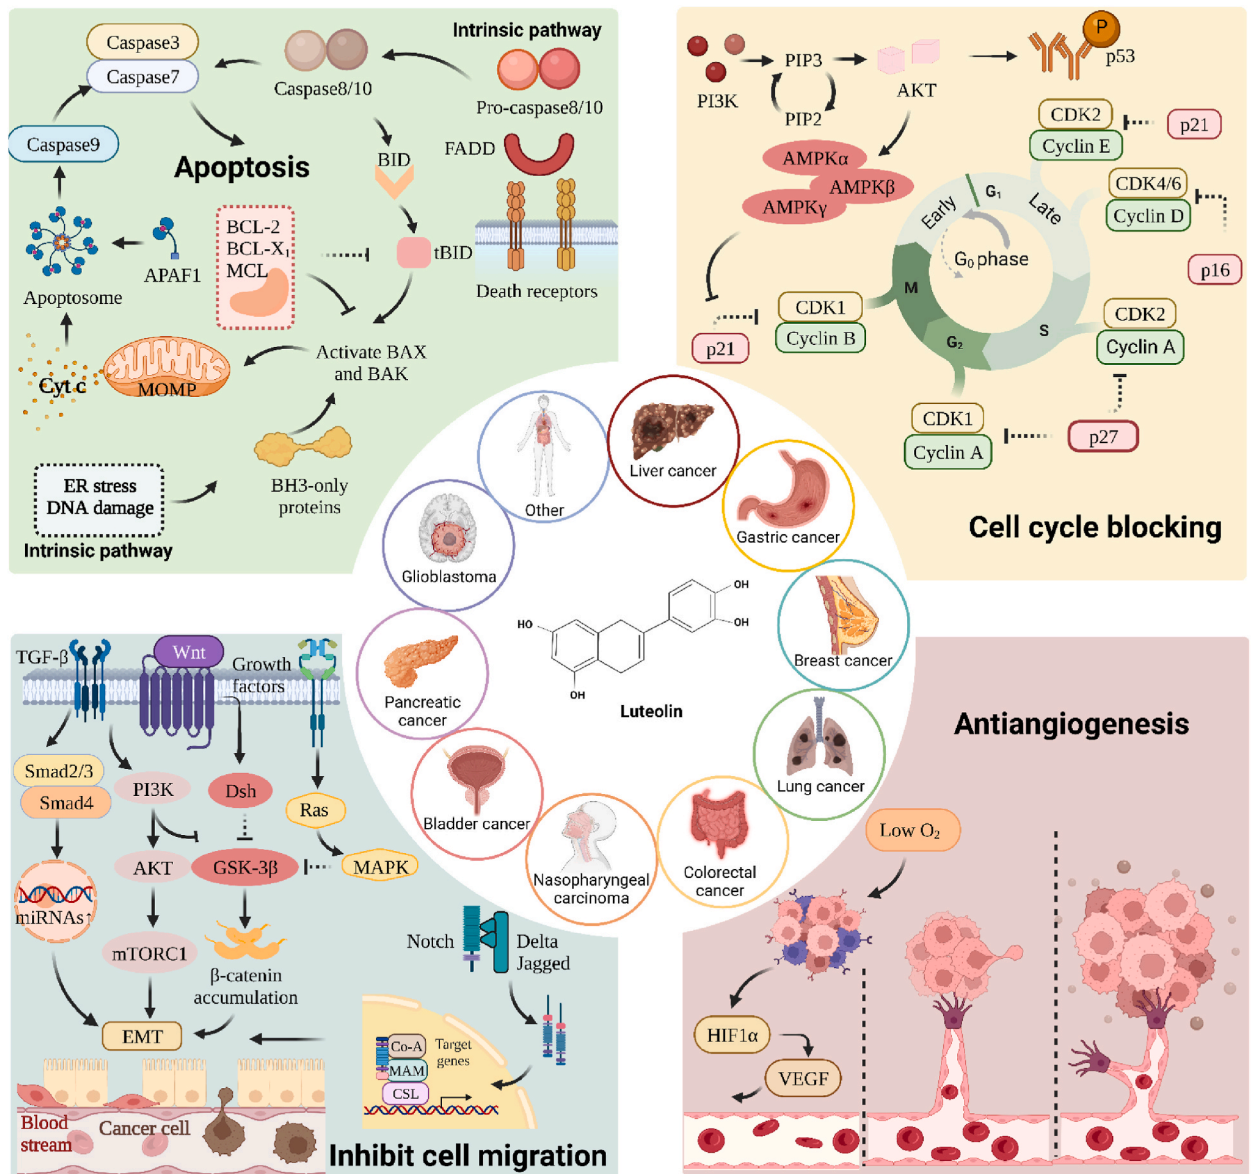 Caspase3
Caspase7
Caspase8/10
Intrinsic pathway
Pro-caspase8/10
Caspase9
Apoptosis
BID
FADD
BCL-2
BCL-X₁
MCL
tBID
APAF1
Apoptosome
Death receptors
Cyt c
MOMP
Activate BAX
and BAK
ER stress
DNA damage
BH3-only
proteins
Intrinsic pathway
PI3K
PIP3
PIP2
AKT
P
p53
AMPKα
AMPKβ
AMPKγ
CDK2
Cyclin E
p21
CDK4/6
Cyclin D
p16
Early
G₁
Late
G₀ phase
M
G₂
S
p21
CDK1
Cyclin B
CDK2
Cyclin A
CDK1
Cyclin A
p27
Cell cycle blocking
Other
Liver cancer
Gastric cancer
Glioblastoma
Breast cancer
Pancreatic
cancer
Lung cancer
Bladder cancer
Nasopharyngeal
carcinoma
Colorectal
cancer
OH
OH
HO
OH
Luteolin
TGF-β
Wnt
Growth
factors
Smad2/3
Smad4
PI3K
Dsh
Ras
AKT
GSK-3β
MAPK
miRNAs↑
mTORC1
β-catenin
accumulation
EMT
Notch
Delta
Jagged
Co-A
MAM
CSL
Target
genes
Blood
stream
Cancer cell
Inhibit cell migration
Antiangiogenesis
Low O₂
HIF1α
VEGF